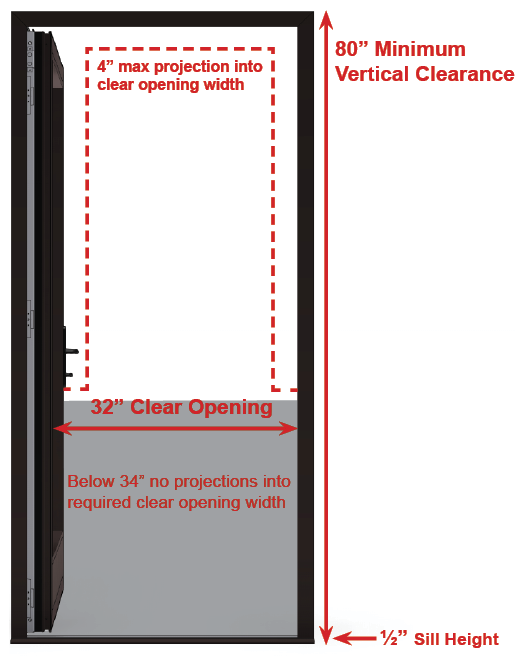 80” Minimum
Vertical Clearance
4” max projection into
clear opening width
32” Clear Opening
Below 34” no projections into
required clear opening width
½” Sill Height